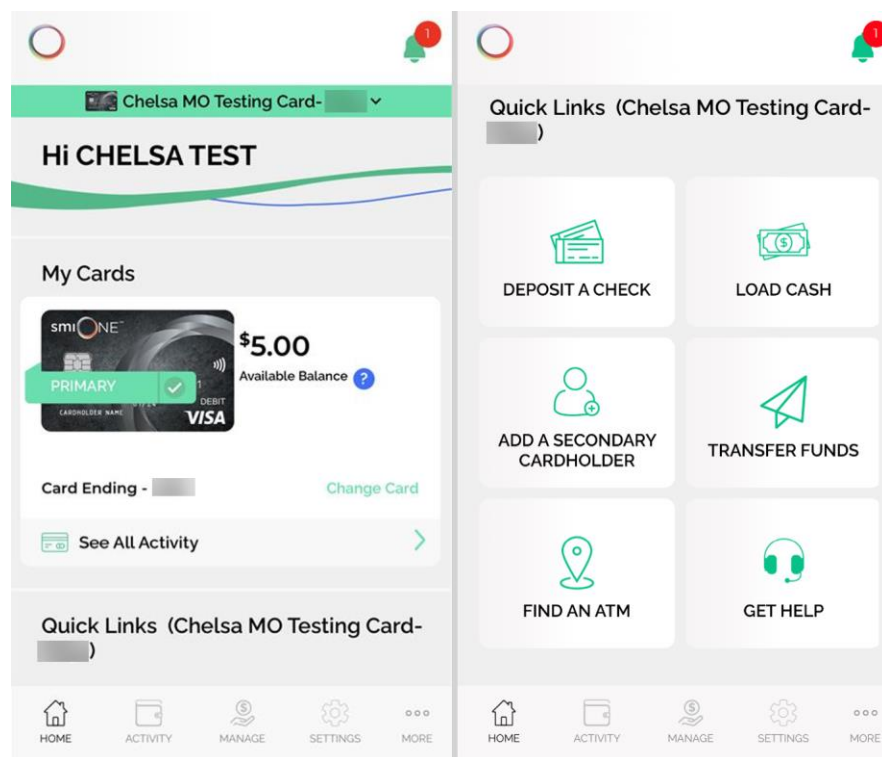 1
Chelsa MO Testing Card-
Hi CHELSA TEST
My Cards
smiONE™
PRIMARY
DEBIT
CARDHOLDER NAME
VISA
$5.00
Available Balance ?
Card Ending -
Change Card
See All Activity
Quick Links (Chelsa MO Testing Card-
)
HOME ACTIVITY MANAGE SETTINGS MORE
1
Quick Links (Chelsa MO Testing Card-
)
DEPOSIT A CHECK
LOAD CASH
ADD A SECONDARY
CARDHOLDER
TRANSFER FUNDS
FIND AN ATM
GET HELP
HOME ACTIVITY MANAGE SETTINGS MORE